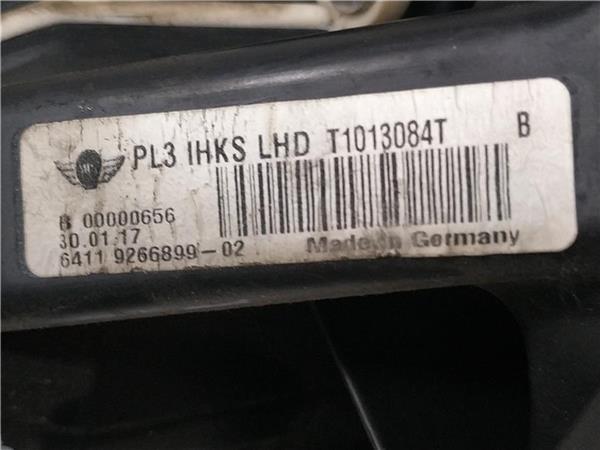 PL3 IHKS LHD T1013084T B
B 00000656
30.01.17
6411 9266899-02
Made in Germany